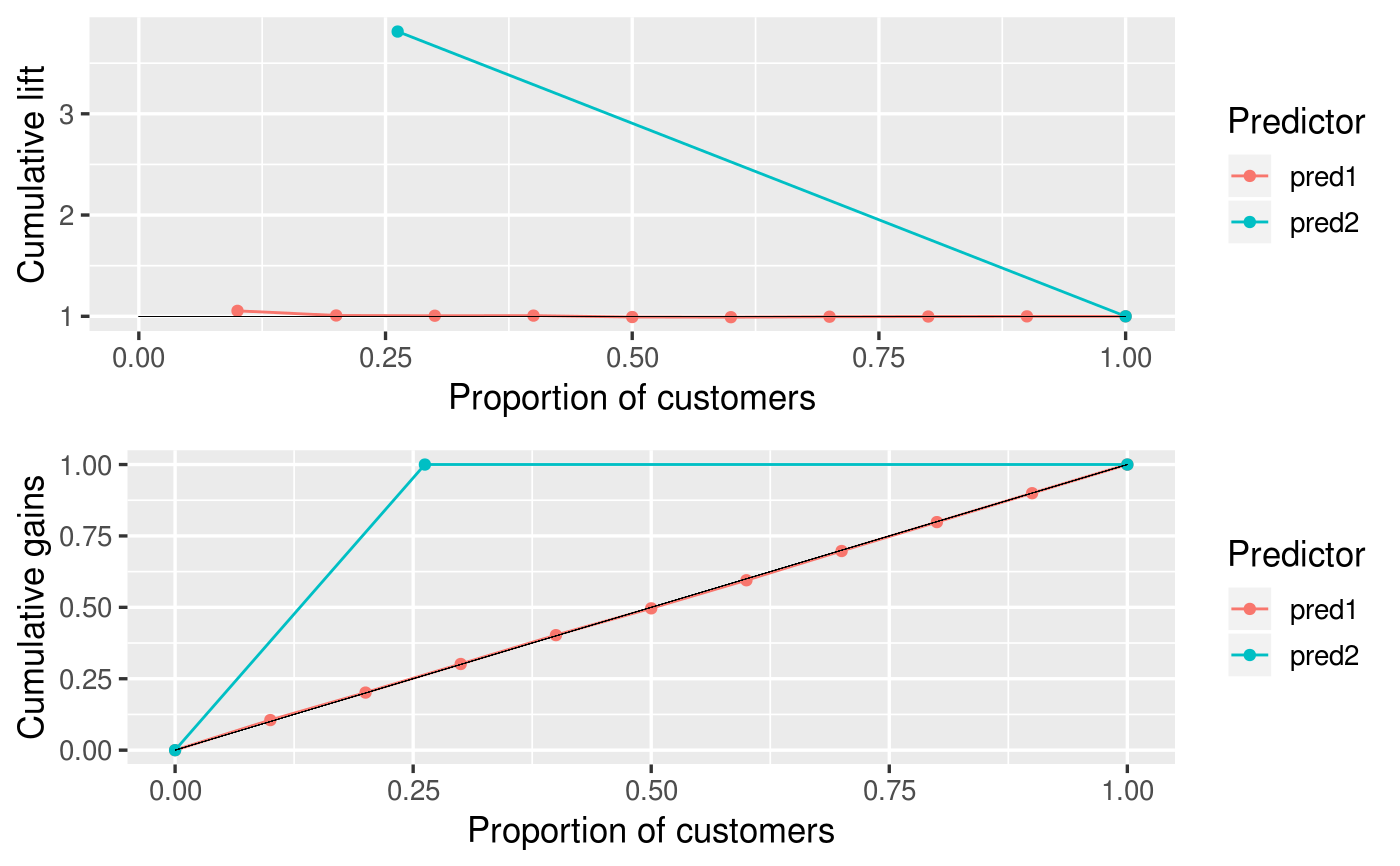 Cumulative lift
3
2
1
0.00 0.25 0.50 0.75 1.00
Proportion of customers
Predictor
pred1
pred2
Cumulative gains
1.00
0.75
0.50
0.25
0.00
0.00 0.25 0.50 0.75 1.00
Proportion of customers
Predictor
pred1
pred2